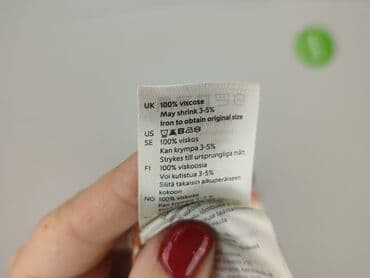 UK 100% viscose
May shrink 3-5%
Iron to obtain original size
US
SE 100% viskos
Kan krympa 3-5%
Strykes till ursprunglig mått
FI 100% viskoosia
Voi kutistua 3-5%
Silitä takaisin alkuperäiseen
kokoon
NO 100% viskose